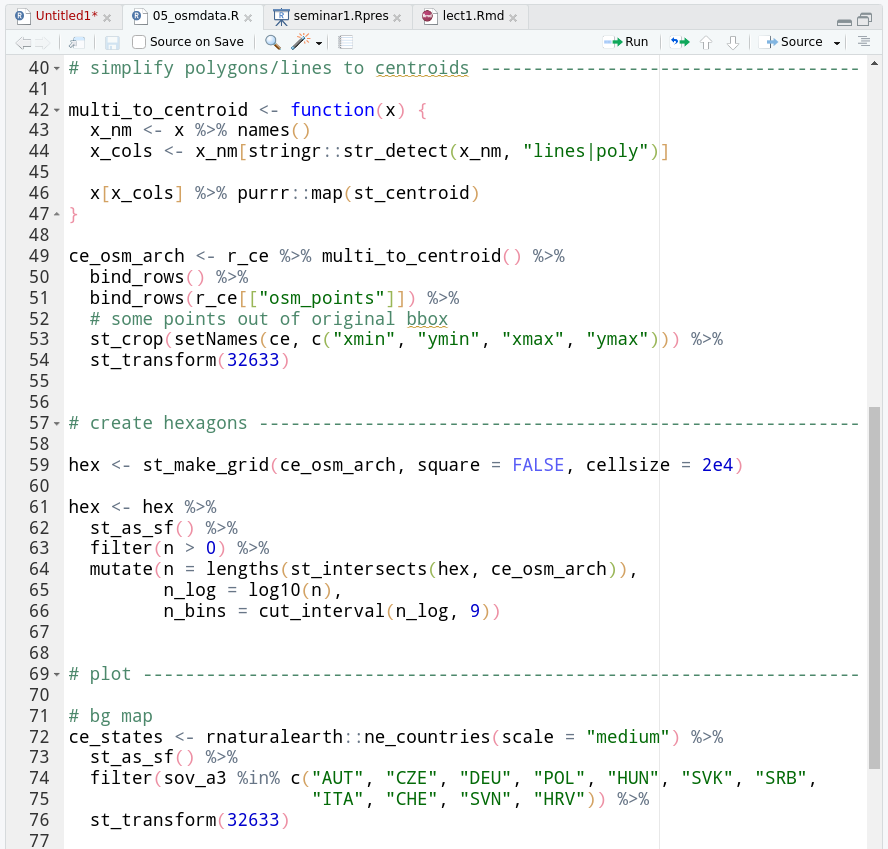 Untitled1* 05_osmdata.R seminar1.Rpres lect1.Rmd
Source on Save Run Source
40 # simplify polygons/lines to centroids ------------------------------------
41
42 multi_to_centroid <- function(x) {
43   x_nm <- x %>% names()
44   x_cols <- x_nm[stringr::str_detect(x_nm, "lines|poly")]
45
46   x[x_cols] %>% purrr::map(st_centroid)
47 }
48
49 ce_osm_arch <- r_ce %>% multi_to_centroid() %>%
50   bind_rows() %>%
51   bind_rows(r_ce[["osm_points"]]) %>%
52   # some points out of original bbox
53   st_crop(setNames(ce, c("xmin", "ymin", "xmax", "ymax"))) %>%
54   st_transform(32633)
55
56
57 # create hexagons ---------------------------------------------------------
58
59 hex <- st_make_grid(ce_osm_arch, square = FALSE, cellsize = 2e4)
60
61 hex <- hex %>%
62   st_as_sf() %>%
63   filter(n > 0) %>%
64   mutate(n = lengths(st_intersects(hex, ce_osm_arch)),
65          n_log = log10(n),
66          n_bins = cut_interval(n_log, 9))
67
68
69 # plot --------------------------------------------------------------------
70
71 # bg map
72 ce_states <- rnaturalearth::ne_countries(scale = "medium") %>%
73   st_as_sf() %>%
74   filter(sov_a3 %in% c("AUT", "CZE", "DEU", "POL", "HUN", "SVK", "SRB",
75                        "ITA", "CHE", "SVN", "HRV")) %>%
76   st_transform(32633)
77